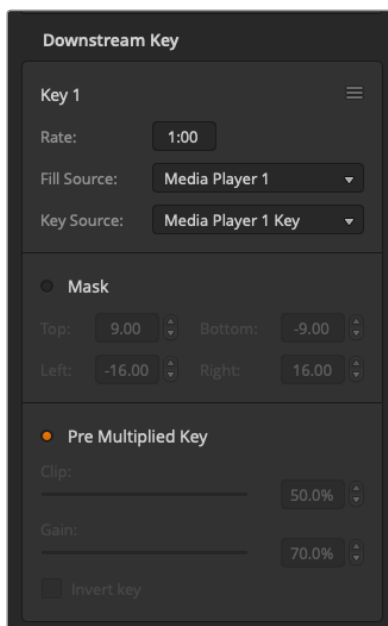 Downstream Key
Key 1
Rate: 1:00
Fill Source: Media Player 1
Key Source: Media Player 1 Key
Mask
Top: 9.00 Bottom: -9.00
Left: -16.00 Right: 16.00
Pre Multiplied Key
Clip:
50.0%
Gain:
70.0%
Invert key